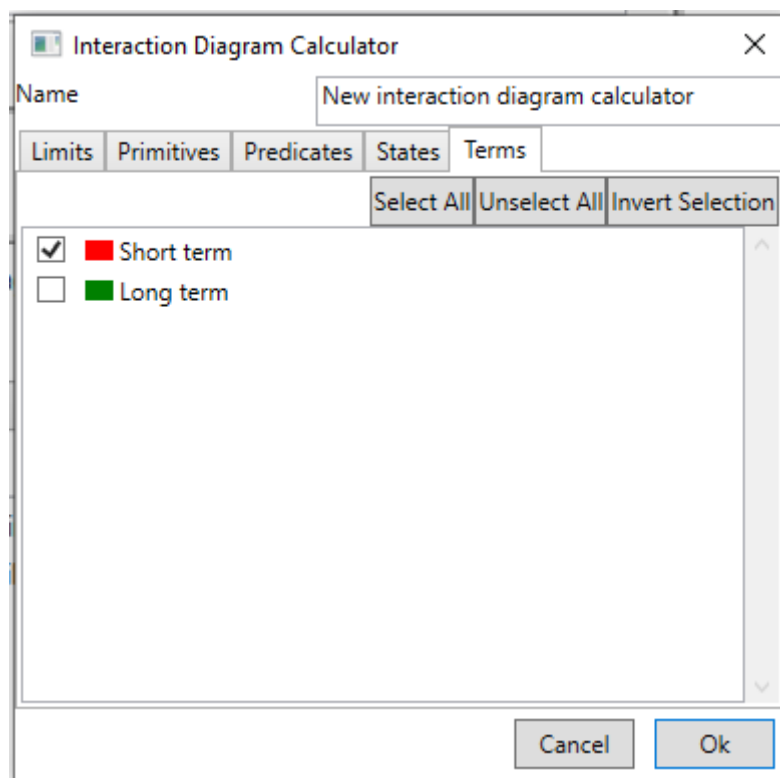 Interaction Diagram Calculator
Name
New interaction diagram calculator
Limits Primitives Predicates States Terms
Select All Unselect All Invert Selection
Short term
Long term
Cancel Ok